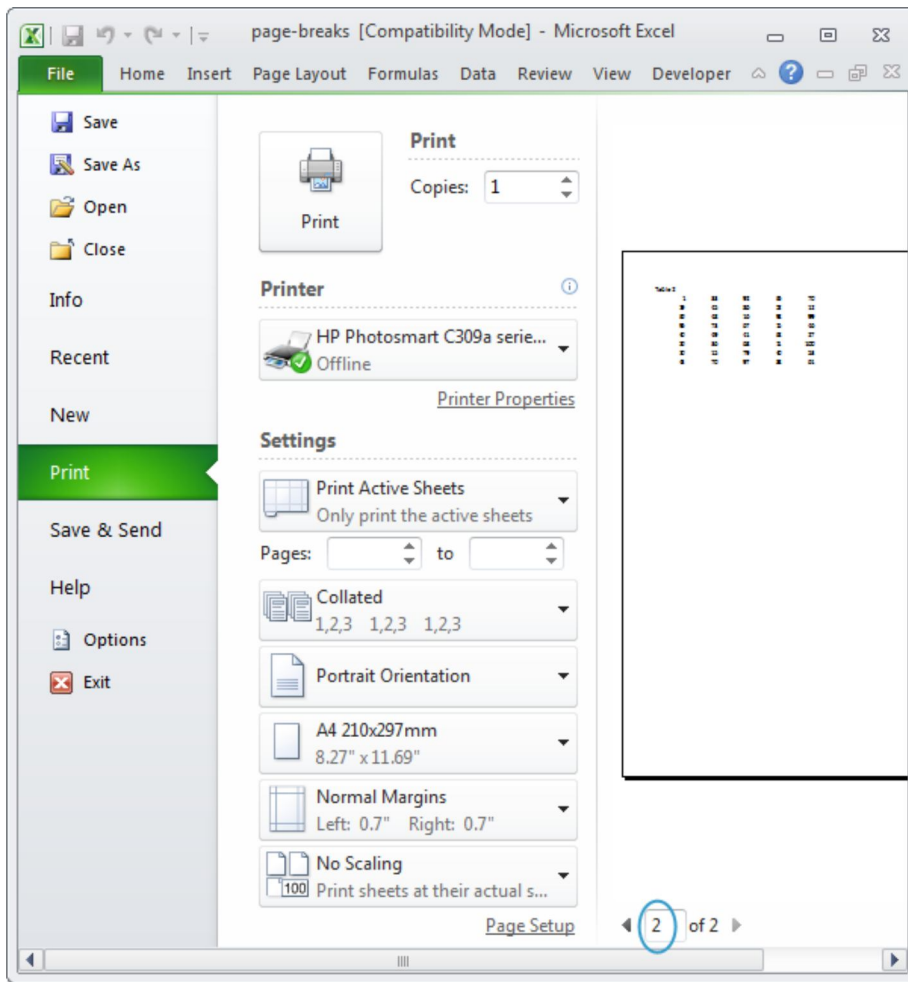 page-breaks [Compatibility Mode] - Microsoft Excel
File Home Insert Page Layout Formulas Data Review View Developer
Save
Save As
Open
Close
Info
Recent
New
Print
Save & Send
Help
Options
Exit
Print
Print
Copies: 1
Printer
HP Photosmart C309a serie...
Offline
Printer Properties
Settings
Print Active Sheets
Only print the active sheets
Pages: to
Collated
1,2,3 1,2,3 1,2,3
Portrait Orientation
A4 210x297mm
8.27" x 11.69"
Normal Margins
Left: 0.7" Right: 0.7"
No Scaling
100 Print sheets at their actual s...
Page Setup
2 of 2